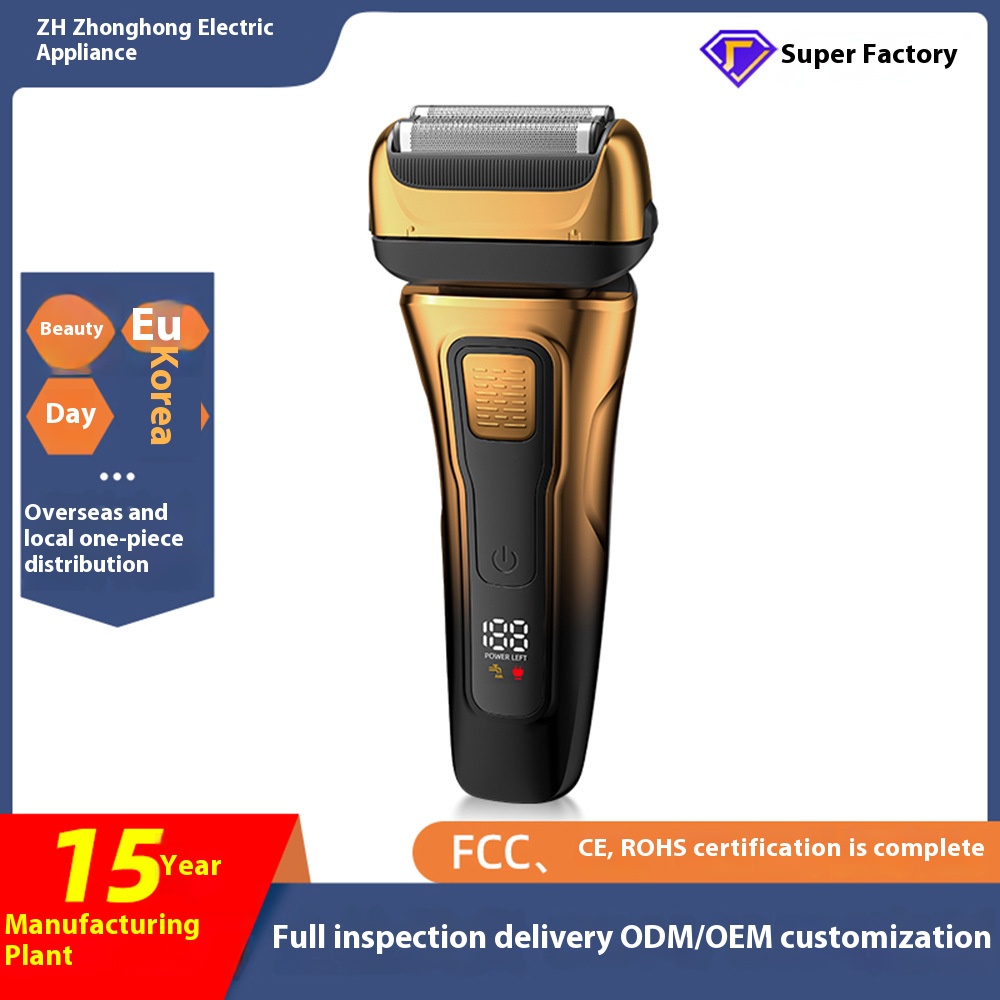 ZH Zhonghong Electric
Appliance
Super Factory
Beauty
Eu
Korea
Day
Overseas and
local one-piece
distribution
188
POWER LEFT
15 Year
Manufacturing
Plant
FCC、 CE, ROHS certification is complete
Full inspection delivery ODM/OEM customization